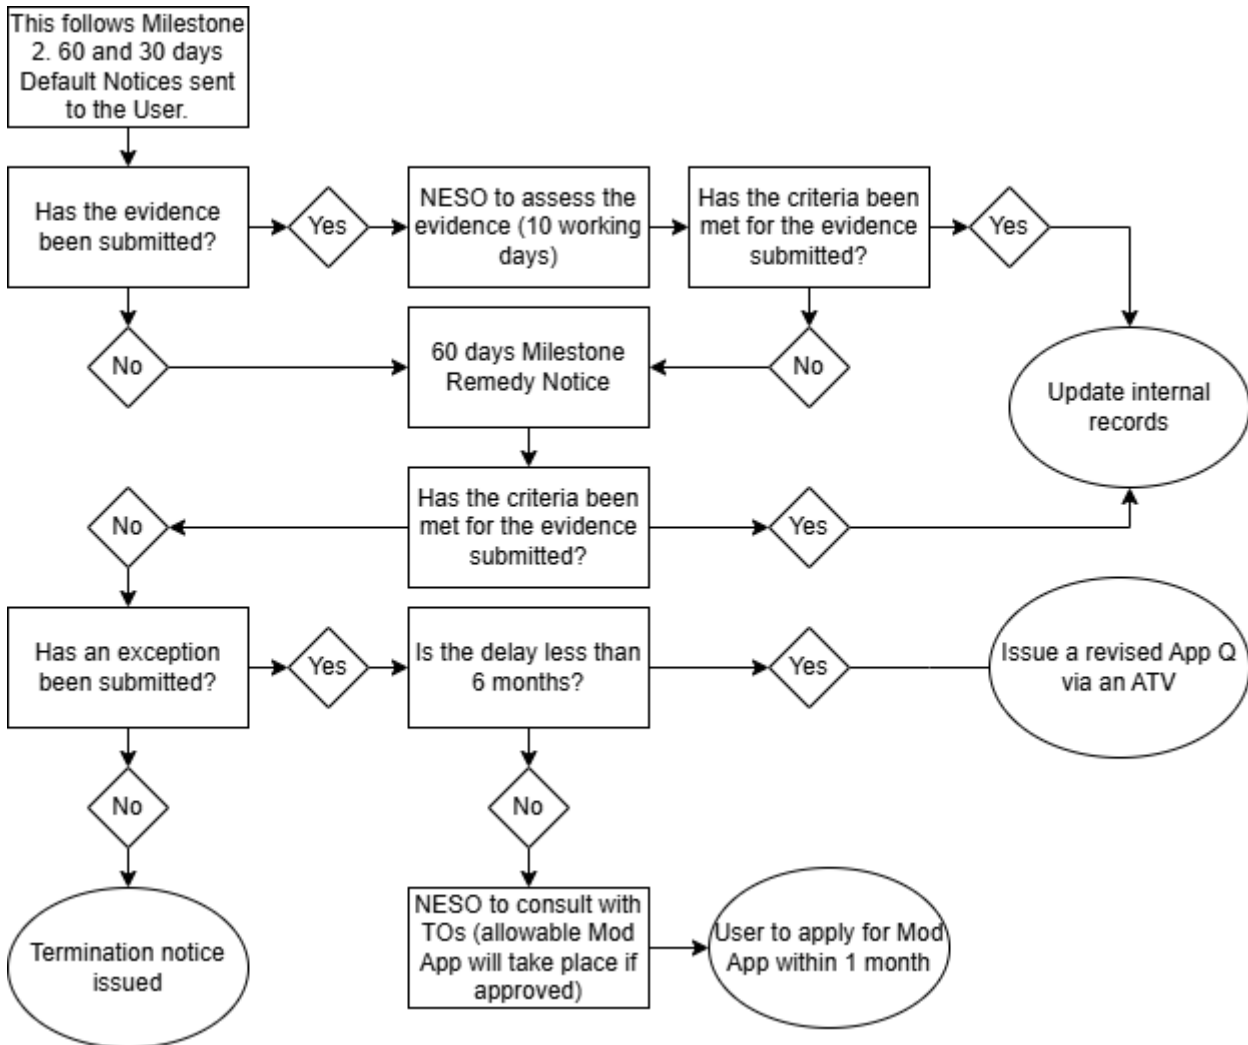 This follows Milestone
2. 60 and 30 days
Default Notices sent
to the User.
Has the evidence
been submitted?
Yes
NESO to assess the
evidence (10 working
days)
Has the criteria been
met for the evidence
submitted?
Yes
No
60 days Milestone
Remedy Notice
No
Update internal
records
No
Has the criteria been
met for the evidence
submitted?
Yes
Has an exception
been submitted?
Yes
Is the delay less than
6 months?
Yes
Issue a revised App Q
via an ATV
No
No
Termination notice
issued
NESO to consult with
TOs (allowable Mod
App will take place if
approved)
User to apply for Mod
App within 1 month